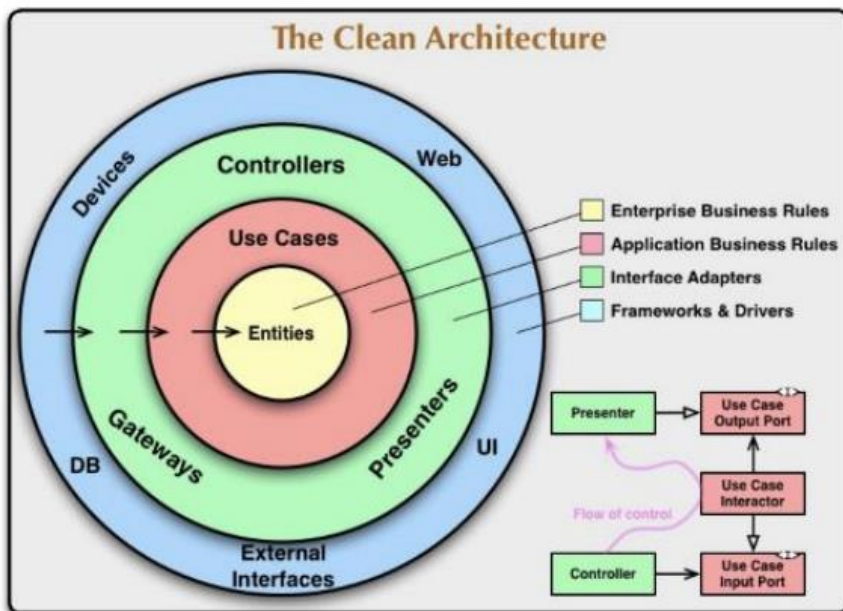 The Clean Architecture
Devices
Controllers
Web
Use Cases
Entities
Gateways
Presenters
DB
UI
External
Interfaces
Enterprise Business Rules
Application Business Rules
Interface Adapters
Frameworks & Drivers
Presenter
Use Case
Output Port
Use Case
Interactor
Flow of control
Controller
Use Case
Input Port